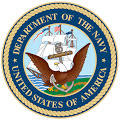 DEPARTMENT OF THE NAVY
UNITED STATES OF AMERICA